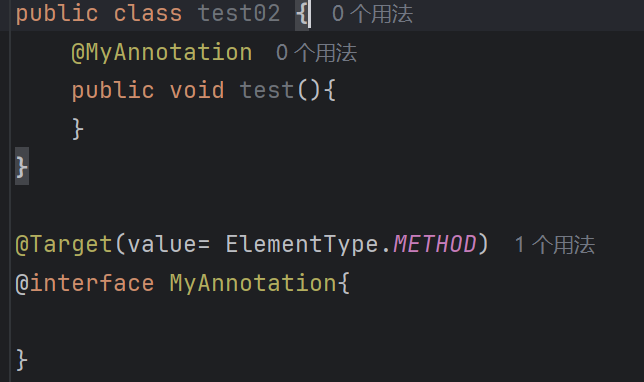 public class test02 { 0 个用法
@MyAnnotation 0 个用法
public void test(){
}
}
@Target(value= ElementType.METHOD) 1 个用法
@interface MyAnnotation{
}